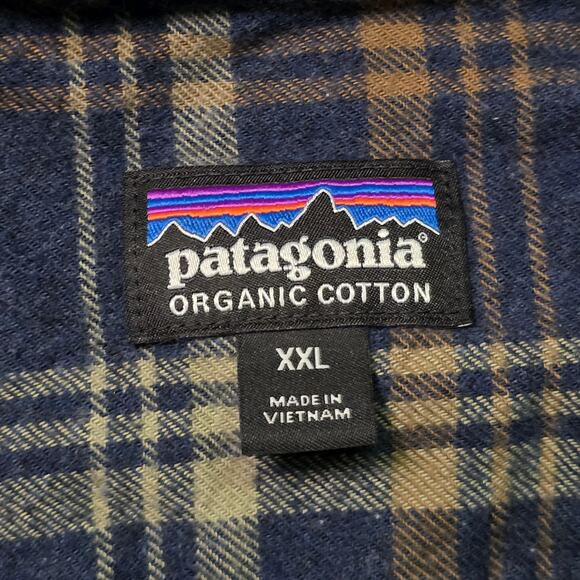 patagonia®
ORGANIC COTTON
XXL
MADE IN
VIETNAM